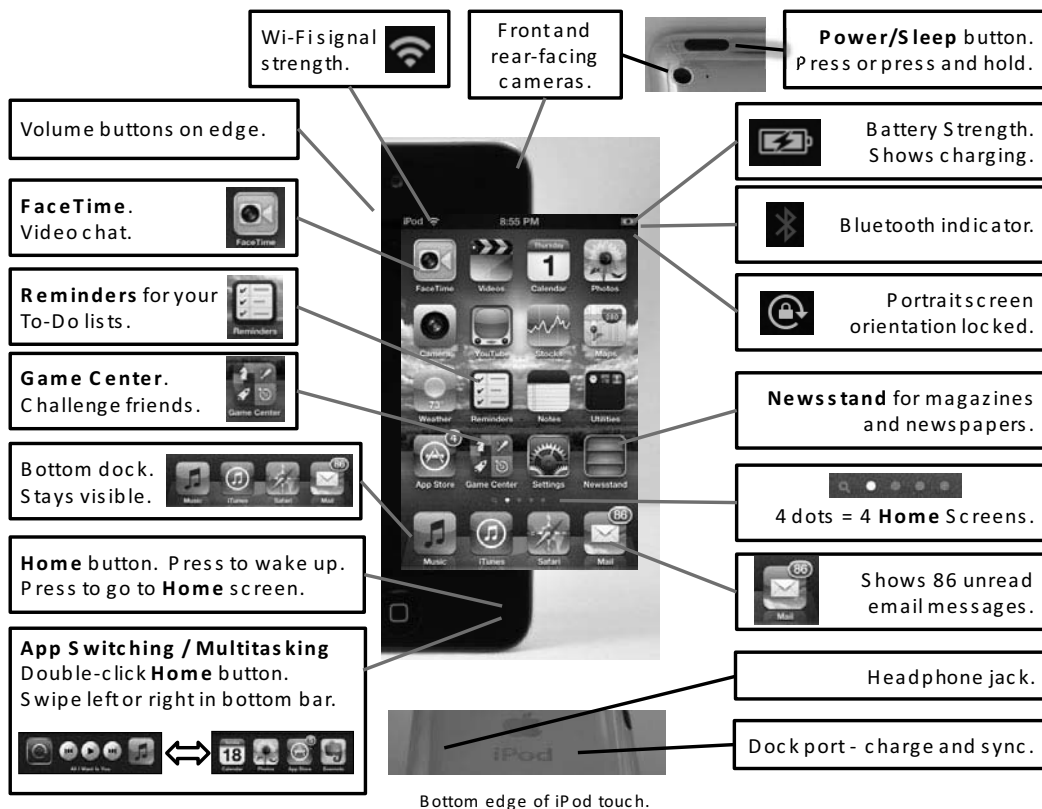 Wi-Fi signal
strength.
Front and
rear-facing
cameras.
Power/Sleep button.
Press or press and hold.
Volume buttons on edge.
Battery Strength.
Shows charging.
FaceTime.
Video chat.
FaceTime
Bluetooth indicator.
Reminders for your
To-Do lists.
Reminders
Portrait screen
orientation locked.
Game Center.
Challenge friends.
Game Center
Newsstand for magazines
and newspapers.
Bottom dock.
Stays visible.
86
Music iTunes Safari Mail
4 dots = 4 Home Screens.
Home button. Press to wake up.
Press to go to Home screen.
86
Mail
Shows 86 unread
email messages.
App Switching / Multitasking
Double-click Home button.
Swipe left or right in bottom bar.
All I Want Is You
18
Calendar Photos App Store Evernote
Headphone jack.
Dock port - charge and sync.
iPod 8:55 PM
Thursday
1
FaceTime Videos Calendar Photos
280
Camera YouTube Stocks Maps
73
Weather Reminders Notes Utilities
4
App Store Game Center Settings Newsstand
86
Music iTunes Safari Mail
iPod
Bottom edge of iPod touch.